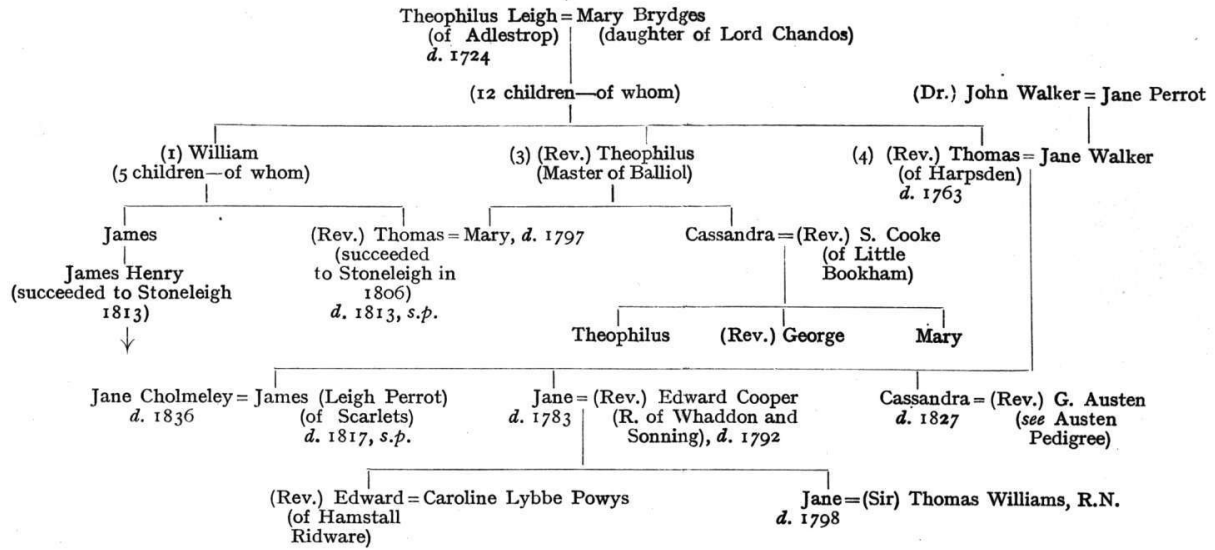 Theophilus Leigh = Mary Brydges
(of Adlestrop) (daughter of Lord Chandos)
d. 1724
(12 children—of whom) (Dr.) John Walker = Jane Perrot
(1) William (3) (Rev.) Theophilus (4) (Rev.) Thomas = Jane Walker
(5 children—of whom) (Master of Balliol) (of Harpsden)
d. 1763
James (Rev.) Thomas = Mary, d. 1797 Cassandra = (Rev.) S. Cooke
(succeeded (of Little
James Henry to Stoneleigh in Bookham)
(succeeded to Stoneleigh 1806)
1813) d. 1813, s.p.
Theophilus (Rev.) George Mary
Jane Cholmeley = James (Leigh Perrot) Jane = (Rev.) Edward Cooper Cassandra = (Rev.) G. Austen
d. 1836 (of Scarlets) d. 1783 (R. of Whaddon and d. 1827 (see Austen
d. 1817, s.p. Sonning), d. 1792 Pedigree)
(Rev.) Edward = Caroline Lybbe Powys Jane = (Sir) Thomas Williams, R.N.
(of Hamstall d. 1798
Ridware)